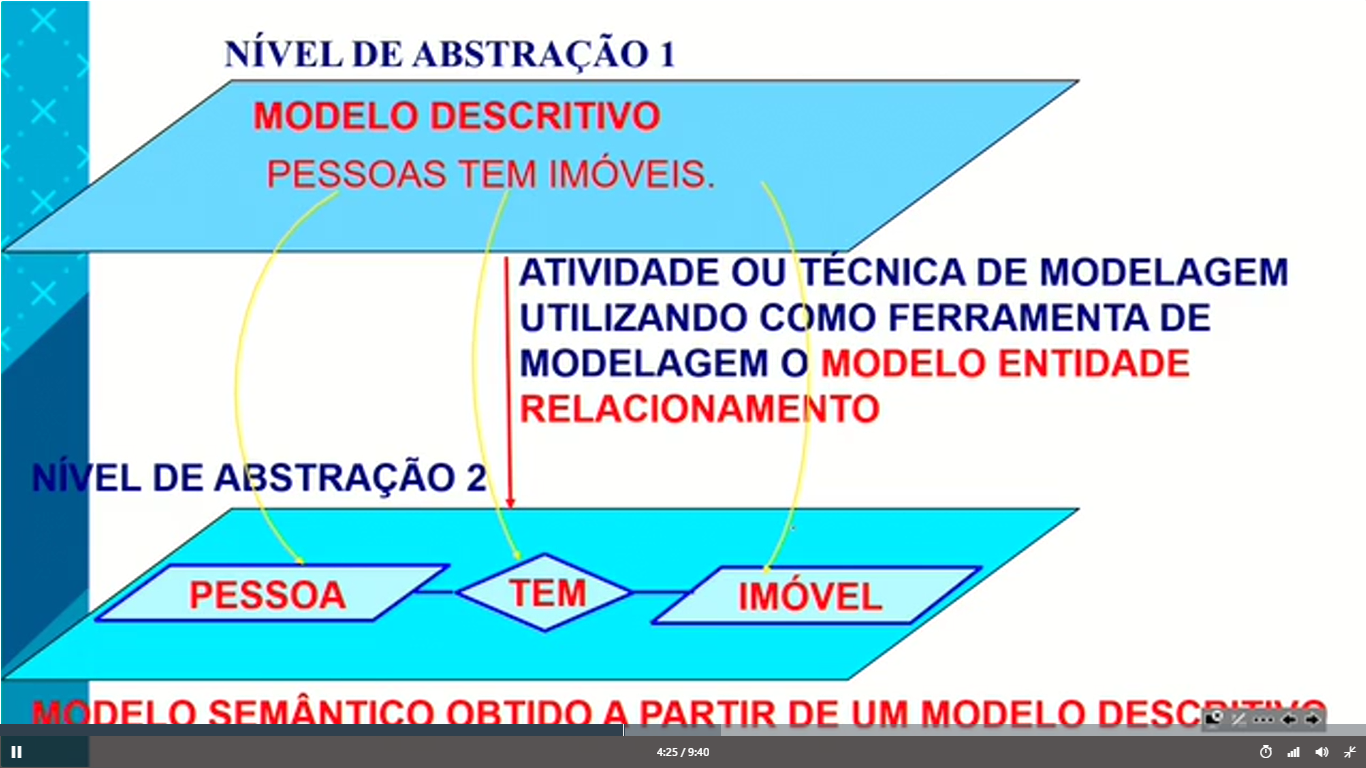 NÍVEL DE ABSTRAÇÃO 1
MODELO DESCRITIVO
PESSOAS TEM IMÓVEIS.
ATIVIDADE OU TÉCNICA DE MODELAGEM
UTILIZANDO COMO FERRAMENTA DE
MODELAGEM O MODELO ENTIDADE
RELACIONAMENTO
NÍVEL DE ABSTRAÇÃO 2
PESSOA
TEM
IMÓVEL
MODELO SEMÂNTICO OBTIDO A PARTIR DE UM MODELO DESCRITIVO
4:25 / 9:40